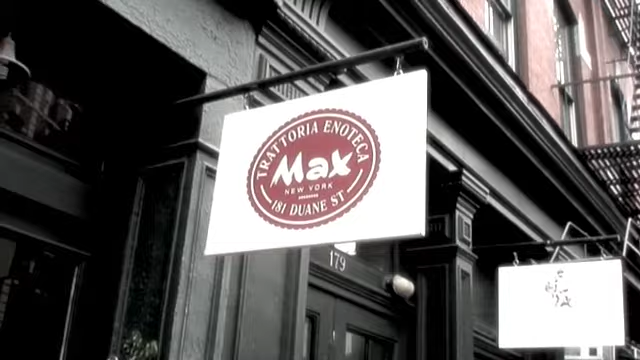 TRATTORIA ENOTECA
Max
NEW YORK
181 DUANE ST
179